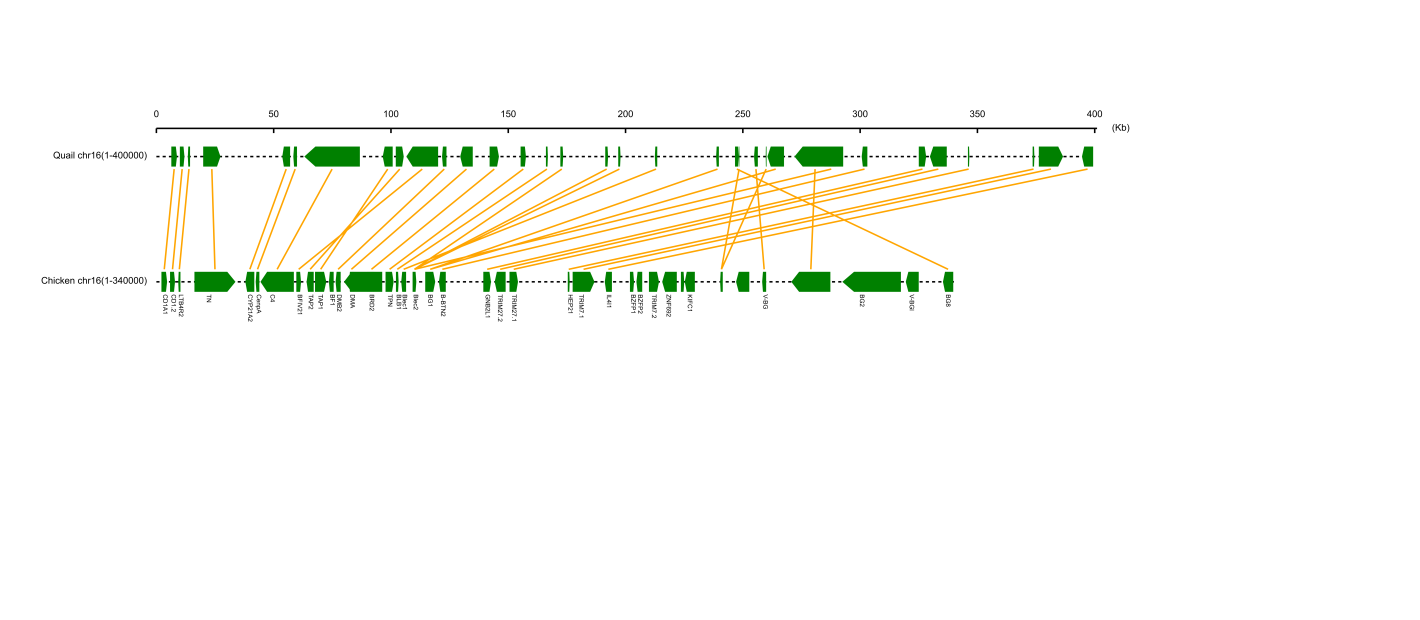 0 50 100 150 200 250 300 350 400
(Kb)
Quail chr16(1-400000)
Chicken chr16(1-340000)
CD1A1
CD1.2
LTB4R2
TN
CYP21A2
CenpA
C4
BFIV21
TAP2
TAP1
BF1
DMB2
DMA
BRD2
TPN
BLB1
Blec1
Blec2
BG1
B-BTN2
GNB2L1
TRIM27.2
TRIM27.1
HEP21
TRIM7.1
IL4I1
BZFP1
BZFP2
TRIM7.2
ZNF692
KIFC1
V-BG
BG2
V-BGl
BG8